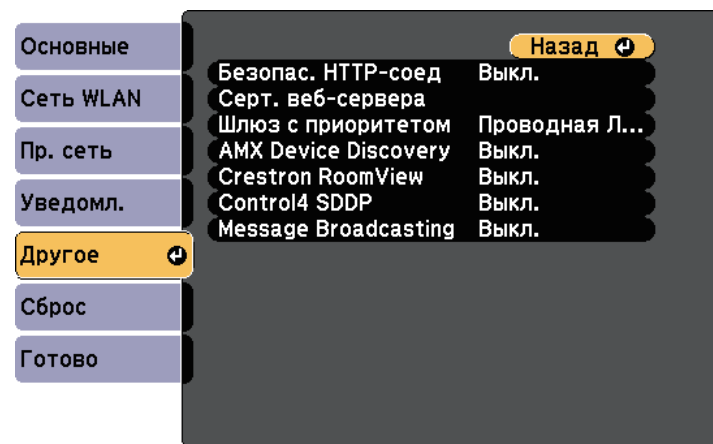 Основные
Сеть WLAN
Пр. сеть
Уведомл.
Другое
Сброс
Готово
Назад
Безопас. HTTP-соед Выкл.
Серт. веб-сервера
Шлюз с приоритетом Проводная Л...
AMX Device Discovery Выкл.
Crestron RoomView Выкл.
Control4 SDDP Выкл.
Message Broadcasting Выкл.